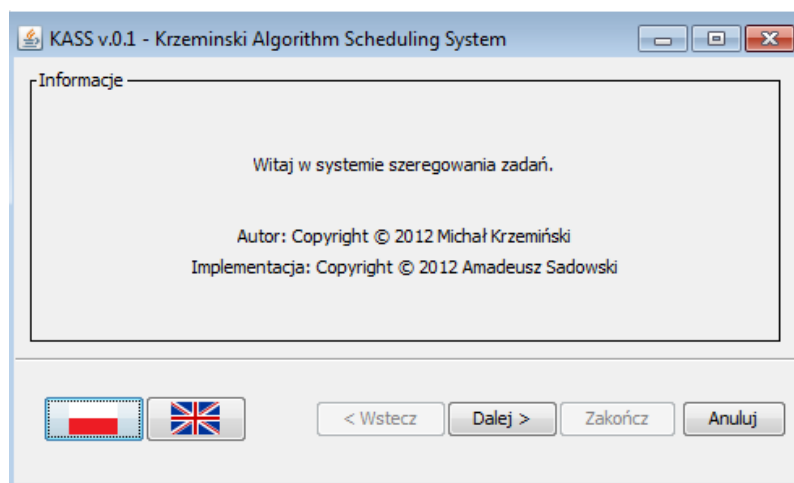 KASS v.0.1 - Krzeminski Algorithm Scheduling System
Informacje
Witaj w systemie szeregowania zadań.
Autor: Copyright © 2012 Michał Krzemiński
Implementacja: Copyright © 2012 Amadeusz Sadowski
< Wstecz Dalej > Zakończ Anuluj